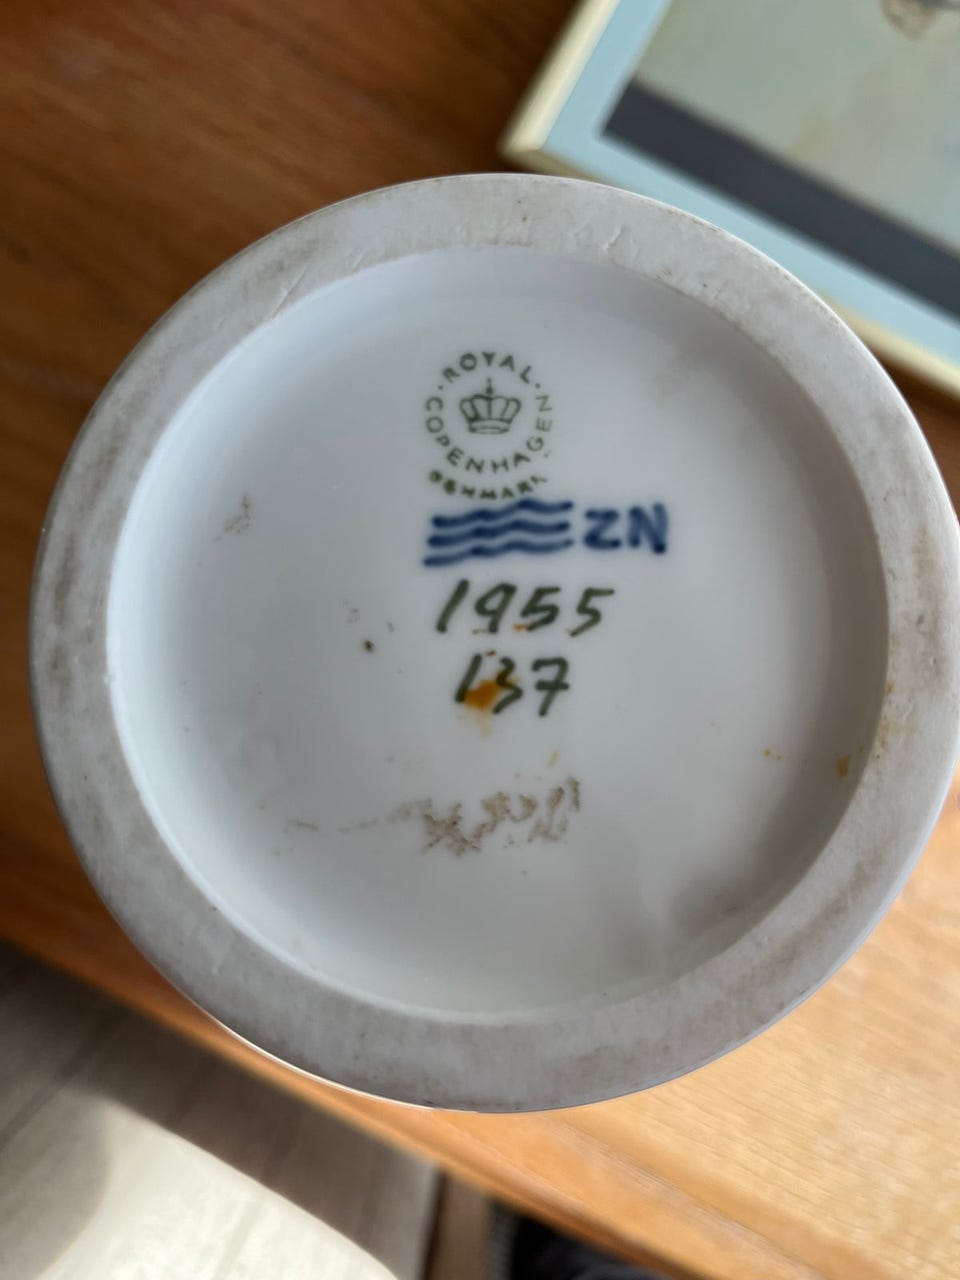 ROYAL
COPENHAGEN
DENMARK
ZN
1955
137